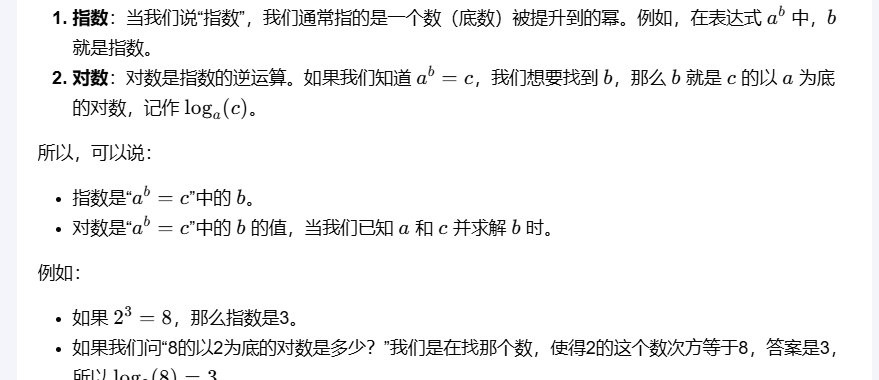 1. 指数：当我们说“指数”，我们通常指的是一个数（底数）被提升到的幂。例如，在表达式 a^b 中，b
就是指数。
2. 对数：对数是指数的逆运算。如果我们知道 a^b = c，我们想要找到 b，那么 b 就是 c 的以 a 为底
的对数，记作 log_a(c)。
所以，可以说：
• 指数是“a^b = c”中的 b。
• 对数是“a^b = c”中的 b 的值，当我们已知 a 和 c 并求解 b 时。
例如：
• 如果 2^3 = 8，那么指数是3。
• 如果我们问“8的以2为底的对数是多少？”我们是在找那个数，使得2的这个数次方等于8，答案是3，
所以 log_2(8) = 3